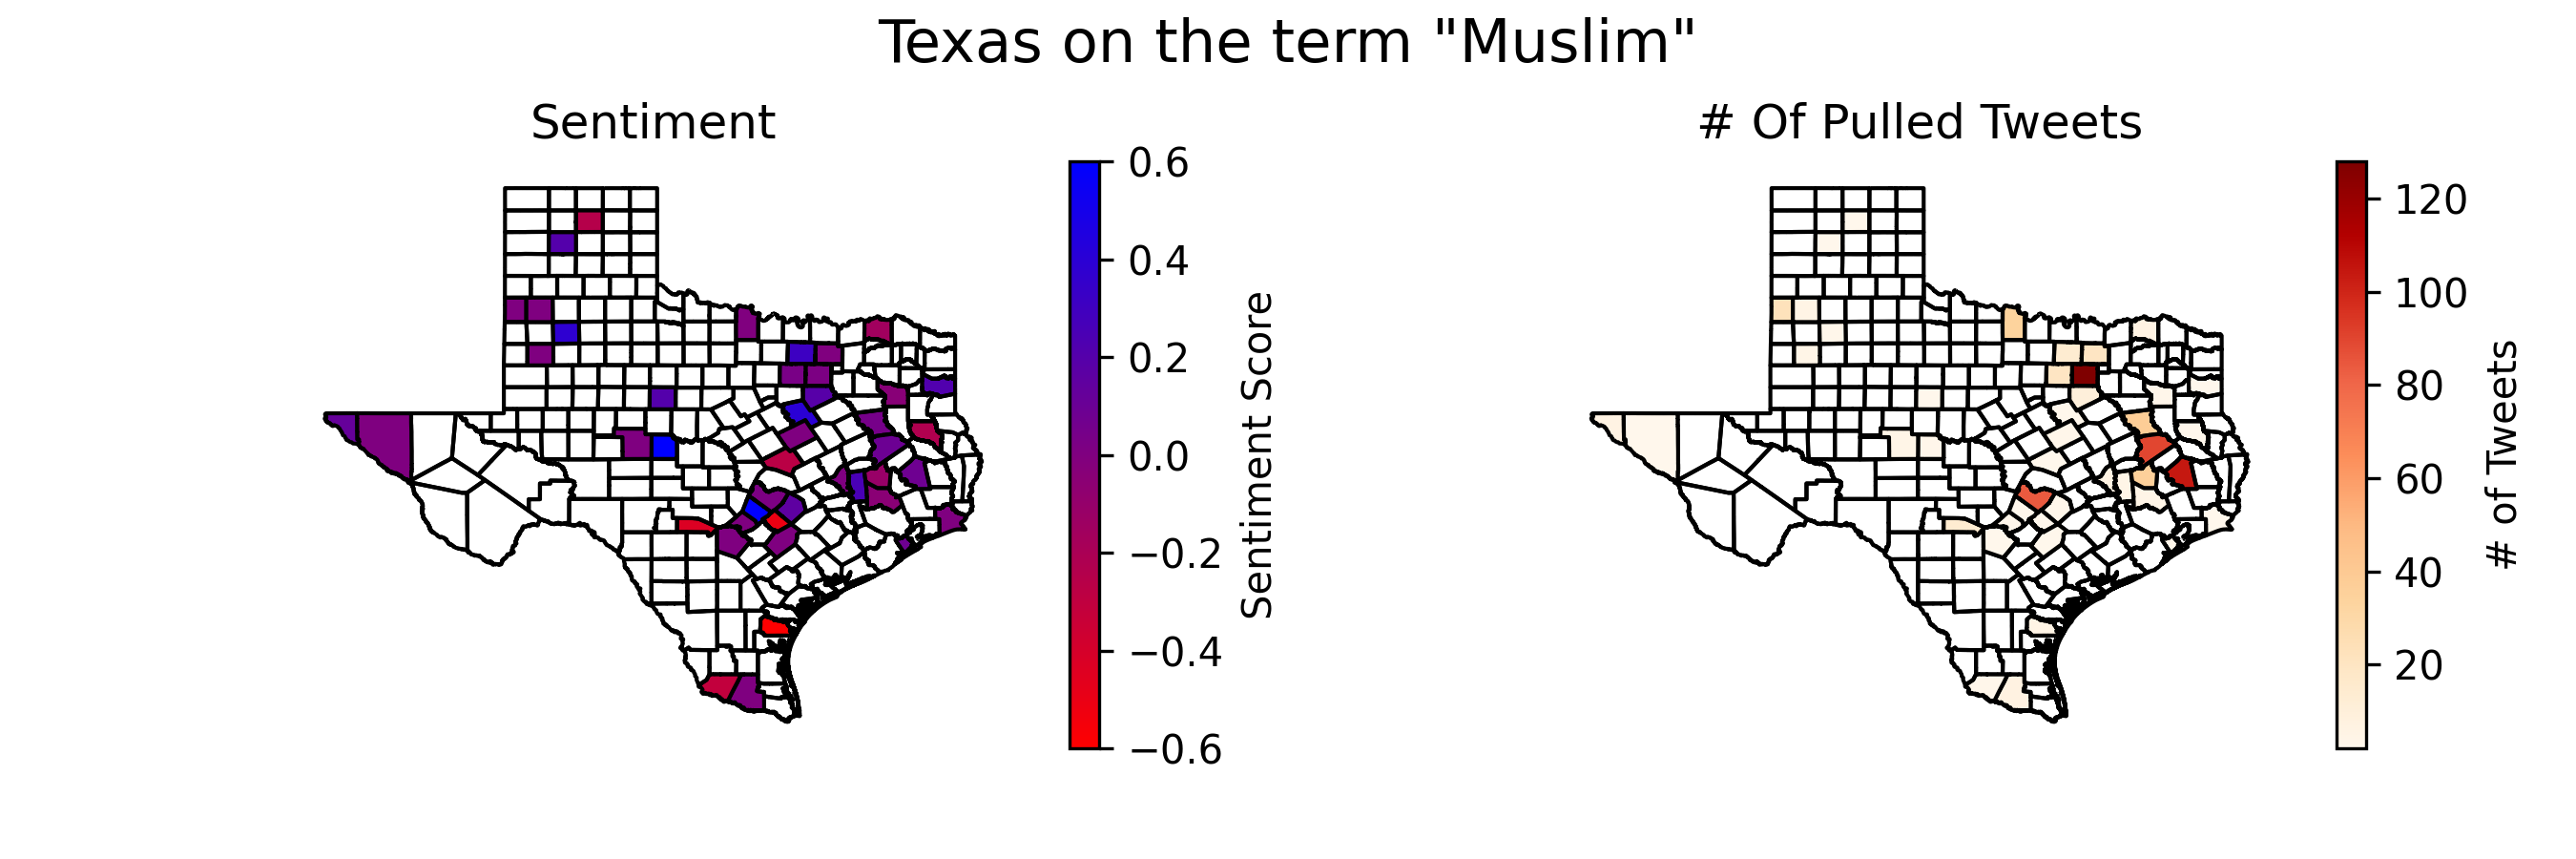 Texas on the term "Muslim"
Sentiment
0.6
0.4
0.2
0.0
−0.2
−0.4
−0.6
Sentiment Score
# Of Pulled Tweets
120
100
80
60
40
20
# of Tweets